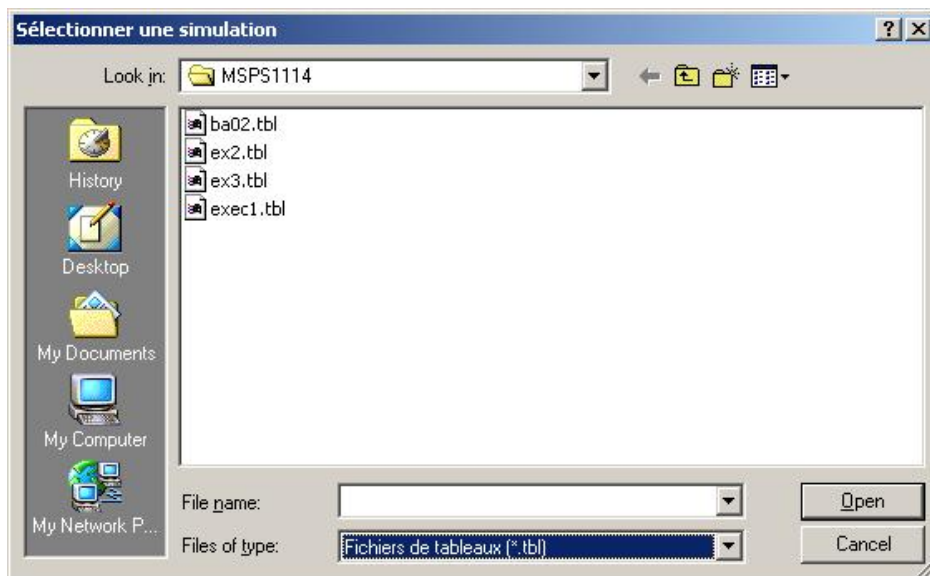 Sélectionner une simulation
Look in: MSPS1114
History
Desktop
My Documents
My Computer
My Network P...
ba02.tbl
ex2.tbl
ex3.tbl
exec1.tbl
File name: Open
Files of type: Fichiers de tableaux (*.tbl) Cancel